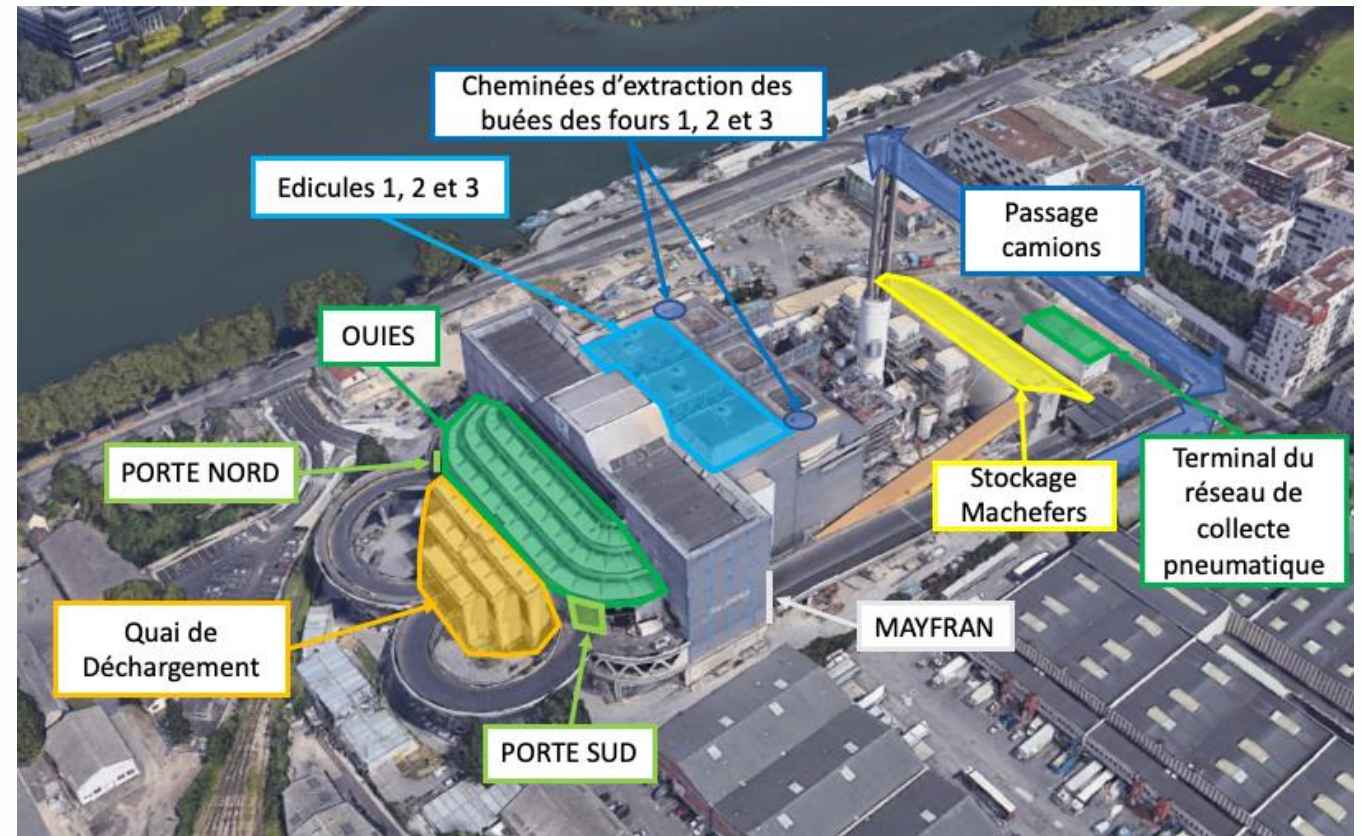 Cheminées d’extraction des
buées des fours 1, 2 et 3
Edicules 1, 2 et 3
Passage
camions
OUIES
PORTE NORD
Stockage
Machefers
Terminal du
réseau de
collecte
pneumatique
Quai de
Déchargement
MAYFRAN
PORTE SUD